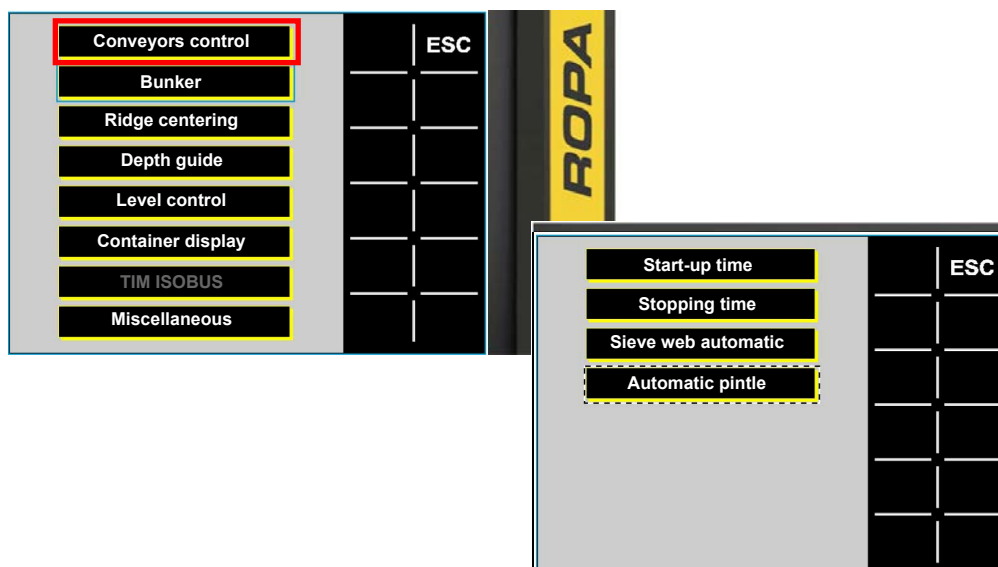 Conveyors control
ESC
Bunker
Ridge centering
Depth guide
Level control
Container display
TIM ISOBUS
Miscellaneous
ROPA
Start-up time
ESC
Stopping time
Sieve web automatic
Automatic pintle